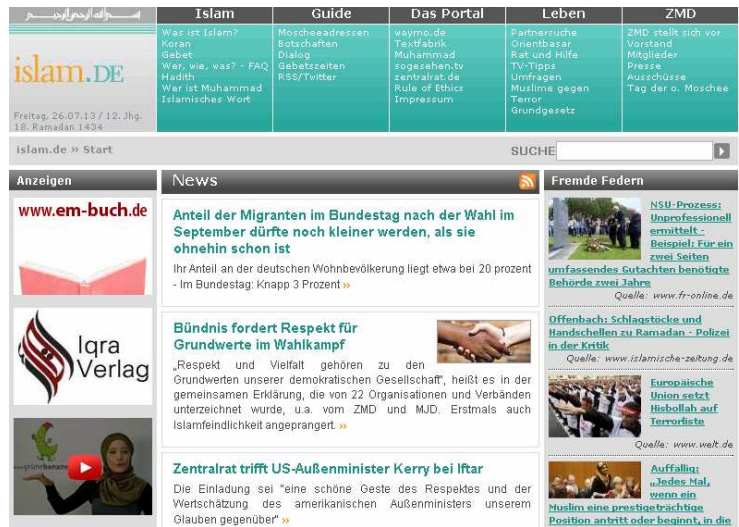 Islam
Guide
Das Portal
Leben
ZMD
Was ist Islam?
Koran
Gebet
Wer, wie, was? - FAQ
Hadith
Wer ist Muhammad
Islamisches Wort
Moscheeadressen
Botschaften
Dialog
Gebetszeiten
RSS/Twitter
waymo.de
Textfabrik
Muhammad
sogesehen.tv
zentralrat.de
Rule of Ethics
Impressum
Partnersuche
Orientbasar
Rat und Hilfe
TV-Tipps
Umfragen
Muslime gegen
Terror
Grundgesetz
ZMD stellt sich vor
Vorstand
Mitglieder
Presse
Ausschüsse
Tag der o. Moschee
islam.DE
Freitag, 26.07.13 / 12. Jhg.
18. Ramadan 1434
islam.de » Start
SUCHE
Anzeigen
www.em-buch.de
Iqra
Verlag
News
Anteil der Migranten im Bundestag nach der Wahl im
September dürfte noch kleiner werden, als sie
ohnehin schon ist
Ihr Anteil an der deutschen Wohnbevölkerung liegt etwa bei 20 prozent
- Im Bundestag: Knapp 3 Prozent »
Bündnis fordert Respekt für
Grundwerte im Wahlkampf
„Respekt und Vielfalt gehören zu den
Grundwerten unserer demokratischen Gesellschaft", heißt es in der
gemeinsamen Erklärung, die von 22 Organisationen und Verbänden
unterzeichnet wurde, u.a. vom ZMD und MJD. Erstmals auch
Islamfeindlichkeit angeprangert. »
Zentralrat trifft US-Außenminister Kerry bei Iftar
Die Einladung sei "eine schöne Geste des Respektes und der
Wertschätzung des amerikanischen Außenministers unserem
Glauben gegenüber" »
Fremde Federn
NSU-Prozess:
Unprofessionell
ermittelt -
Beispiel: Für ein
zwei Seiten
umfassendes Gutachten benötigte
Behörde zwei Jahre
Quelle: www.fr-online.de
Offenbach: Schlagstöcke und
Handschellen zu Ramadan - Polizei
in der Kritik
Quelle: www.islamische-zeitung.de
Europäische
Union setzt
Hisbollah auf
Terrorliste
Quelle: www.welt.de
Auffällig:
„Jedes Mal,
wenn ein
Muslim eine prestigeträchtige
Position antritt oder beginnt, in die